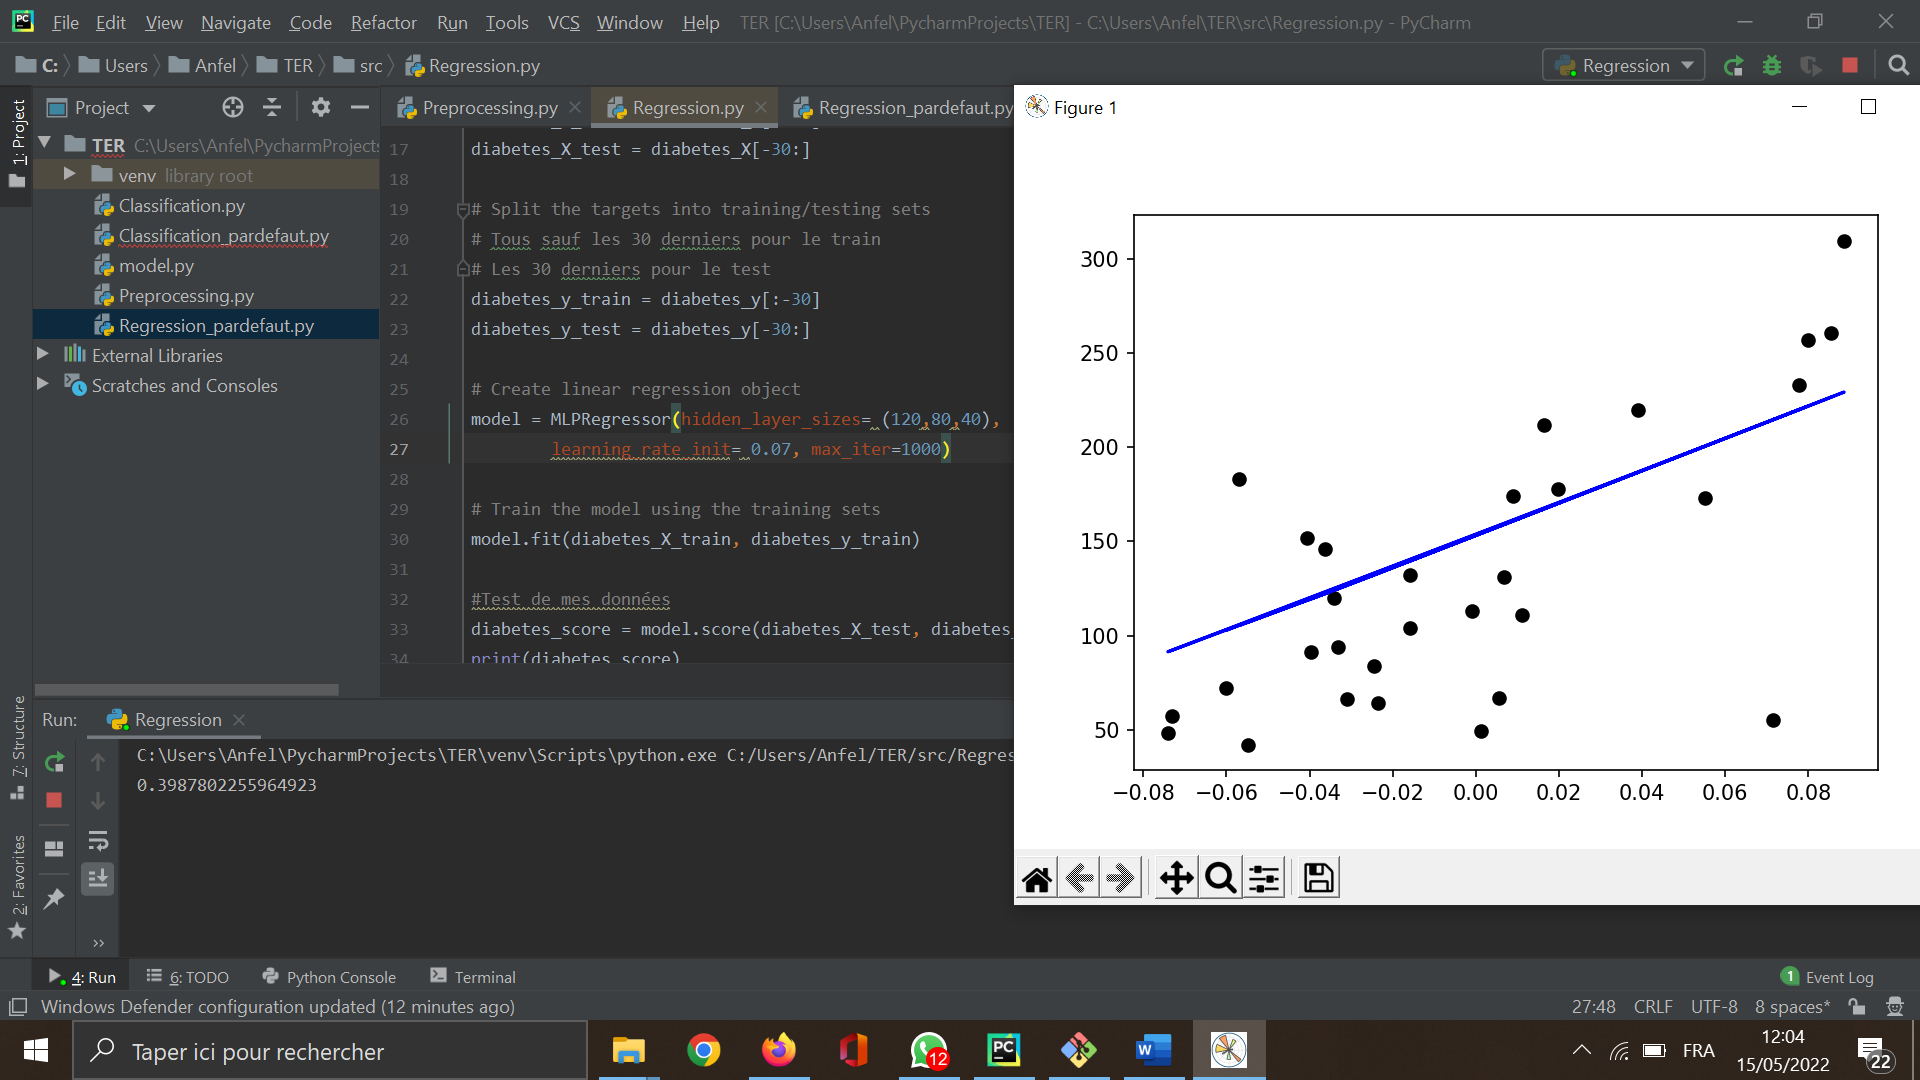 File Edit View Navigate Code Refactor Run Tools VCS Window Help TER [C:\Users\Anfel\PycharmProjects\TER] - C:\Users\Anfel\TER\src\Regression.py - PyCharm
C: Users Anfel TER src Regression.py
Regression
1: Project
Project
Preprocessing.py
Regression.py
Regression_pardefaut.py
TER C:\Users\Anfel\PycharmProjects
venv library root
Classification.py
Classification_pardefaut.py
model.py
Preprocessing.py
Regression_pardefaut.py
External Libraries
Scratches and Consoles
17 diabetes_X_test = diabetes_X[-30:]
18
19 # Split the targets into training/testing sets
20 # Tous sauf les 30 derniers pour le train
21 # Les 30 derniers pour le test
22 diabetes_y_train = diabetes_y[:-30]
23 diabetes_y_test = diabetes_y[-30:]
24
25 # Create linear regression object
26 model = MLPRegressor(hidden_layer_sizes= (120,80,40),
27 learning_rate_init= 0.07, max_iter=1000)
28
29 # Train the model using the training sets
30 model.fit(diabetes_X_train, diabetes_y_train)
31
32 #Test de mes données
33 diabetes_score = model.score(diabetes_X_test, diabetes_
34 print(diabetes_score)
Figure 1
300
250
200
150
100
50
−0.08 −0.06 −0.04 −0.02 0.00 0.02 0.04 0.06 0.08
7: Structure
2: Favorites
Run: Regression
C:\Users\Anfel\PycharmProjects\TER\venv\Scripts\python.exe C:/Users/Anfel/TER/src/Regres
0.3987802255964923
4: Run 6: TODO Python Console Terminal
1 Event Log
Windows Defender configuration updated (12 minutes ago)
27:48 CRLF UTF-8 8 spaces*
Taper ici pour rechercher
12
PC
W
FRA
12:04
15/05/2022
22